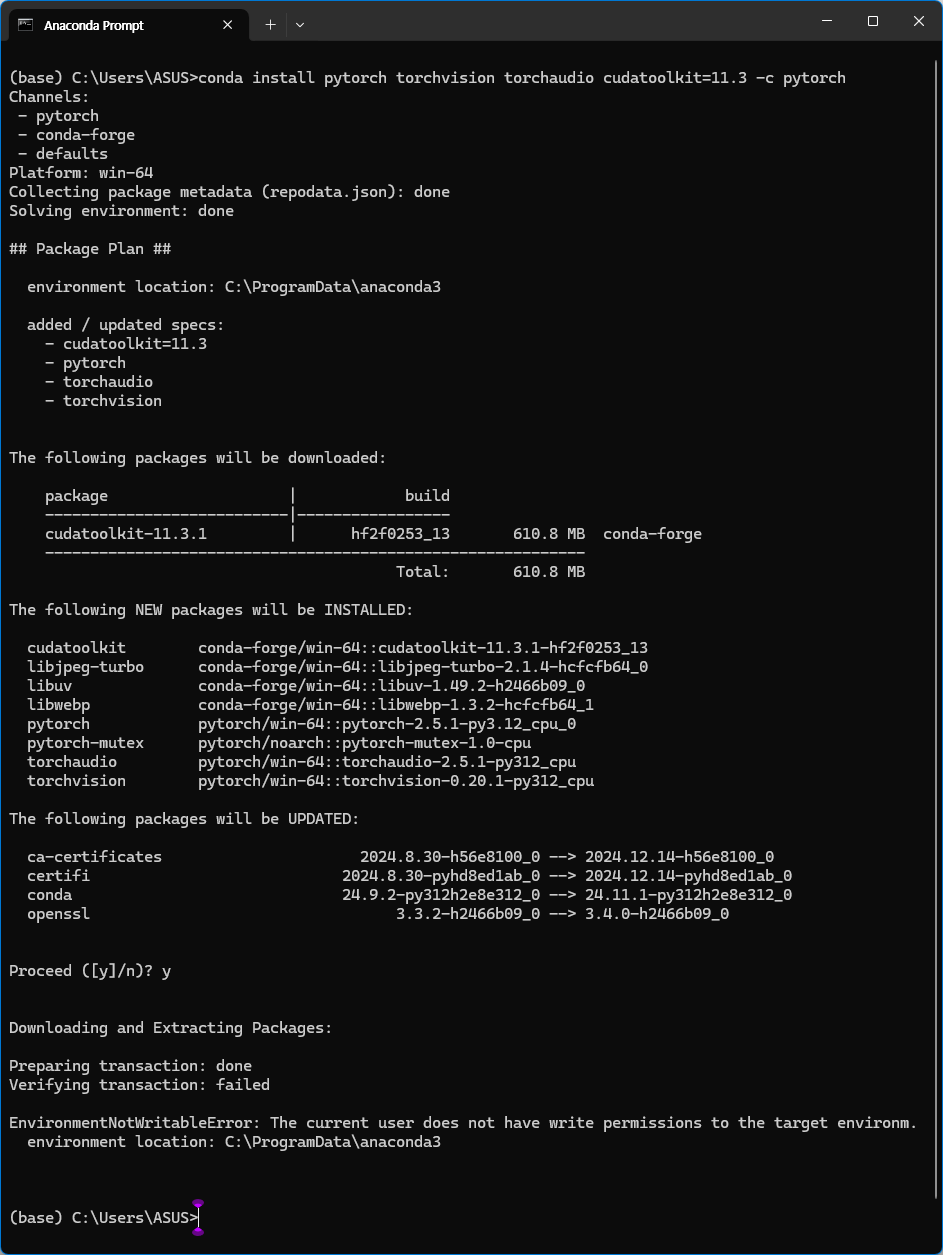 Anaconda Prompt
(base) C:\Users\ASUS>conda install pytorch torchvision torchaudio cudatoolkit=11.3 -c pytorch
Channels:
 - pytorch
 - conda-forge
 - defaults
Platform: win-64
Collecting package metadata (repodata.json): done
Solving environment: done
## Package Plan ##
  environment location: C:\ProgramData\anaconda3
  added / updated specs:
    - cudatoolkit=11.3
    - pytorch
    - torchaudio
    - torchvision
The following packages will be downloaded:
    package                    |            build
    ---------------------------|-----------------
    cudatoolkit-11.3.1         |      hf2f0253_13       610.8 MB  conda-forge
    ------------------------------------------------------------
                                           Total:       610.8 MB
The following NEW packages will be INSTALLED:
  cudatoolkit        conda-forge/win-64::cudatoolkit-11.3.1-hf2f0253_13
  libjpeg-turbo      conda-forge/win-64::libjpeg-turbo-2.1.4-hcfcfb64_0
  libuv              conda-forge/win-64::libuv-1.49.2-h2466b09_0
  libwebp            conda-forge/win-64::libwebp-1.3.2-hcfcfb64_1
  pytorch            pytorch/win-64::pytorch-2.5.1-py3.12_cpu_0
  pytorch-mutex      pytorch/noarch::pytorch-mutex-1.0-cpu
  torchaudio         pytorch/win-64::torchaudio-2.5.1-py312_cpu
  torchvision        pytorch/win-64::torchvision-0.20.1-py312_cpu
The following packages will be UPDATED:
  ca-certificates                      2024.8.30-h56e8100_0 --> 2024.12.14-h56e8100_0
  certifi                            2024.8.30-pyhd8ed1ab_0 --> 2024.12.14-pyhd8ed1ab_0
  conda                              24.9.2-py312h2e8e312_0 --> 24.11.1-py312h2e8e312_0
  openssl                                  3.3.2-h2466b09_0 --> 3.4.0-h2466b09_0
Proceed ([y]/n)? y
Downloading and Extracting Packages:
Preparing transaction: done
Verifying transaction: failed
EnvironmentNotWritableError: The current user does not have write permissions to the target environm.
  environment location: C:\ProgramData\anaconda3
(base) C:\Users\ASUS>